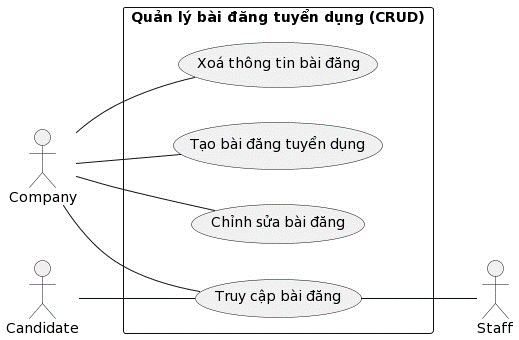 Quản lý bài đăng tuyển dụng (CRUD)
Xoá thông tin bài đăng
Tạo bài đăng tuyển dụng
Company
Chỉnh sửa bài đăng
Truy cập bài đăng
Candidate
Staff